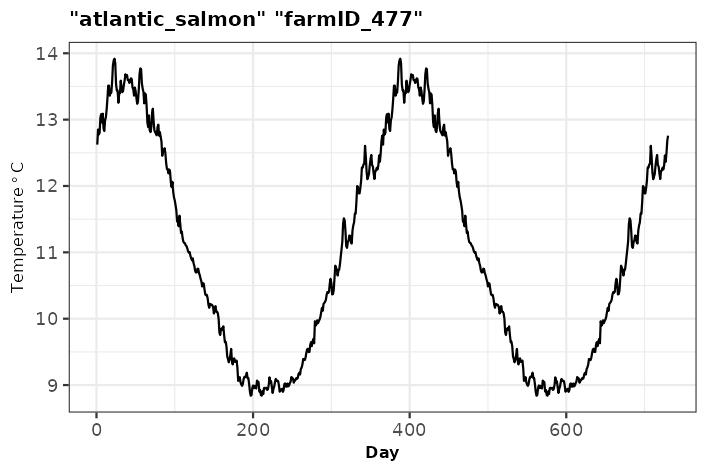 "atlantic_salmon" "farmID_477"
14
13
12
11
10
9
Temperature ° C
0 200 400 600
Day